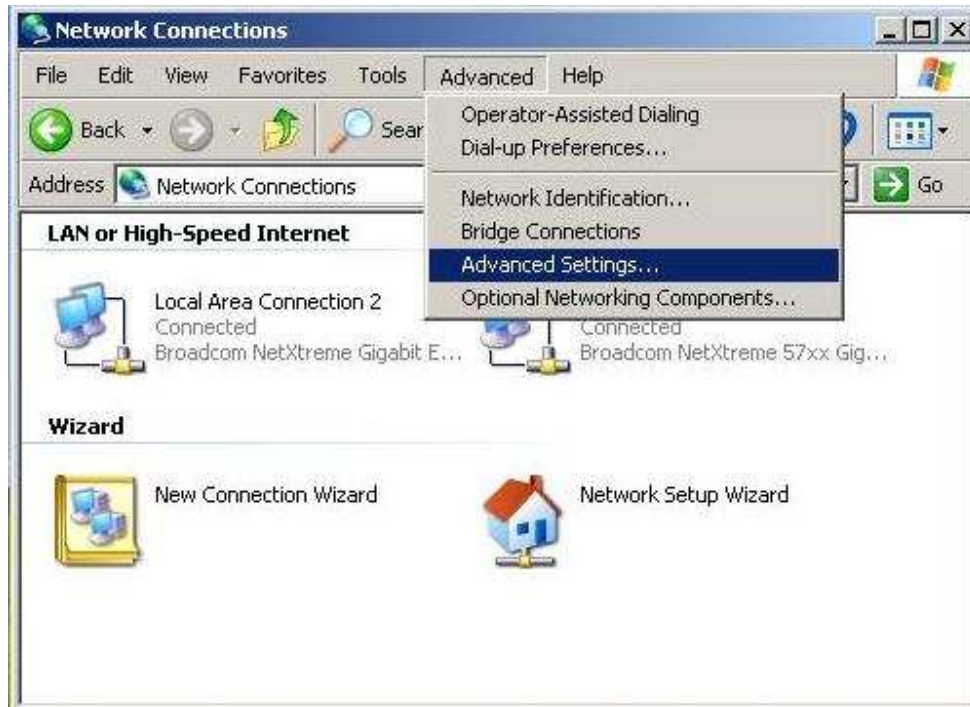 Network Connections
File Edit View Favorites Tools Advanced Help
Back Sear
Address Network Connections Go
Operator-Assisted Dialing
Dial-up Preferences...
Network Identification...
Bridge Connections
Advanced Settings...
Optional Networking Components...
LAN or High-Speed Internet
Local Area Connection 2
Connected
Broadcom NetXtreme Gigabit E...
Connected
Broadcom NetXtreme 57xx Gig...
Wizard
New Connection Wizard
Network Setup Wizard